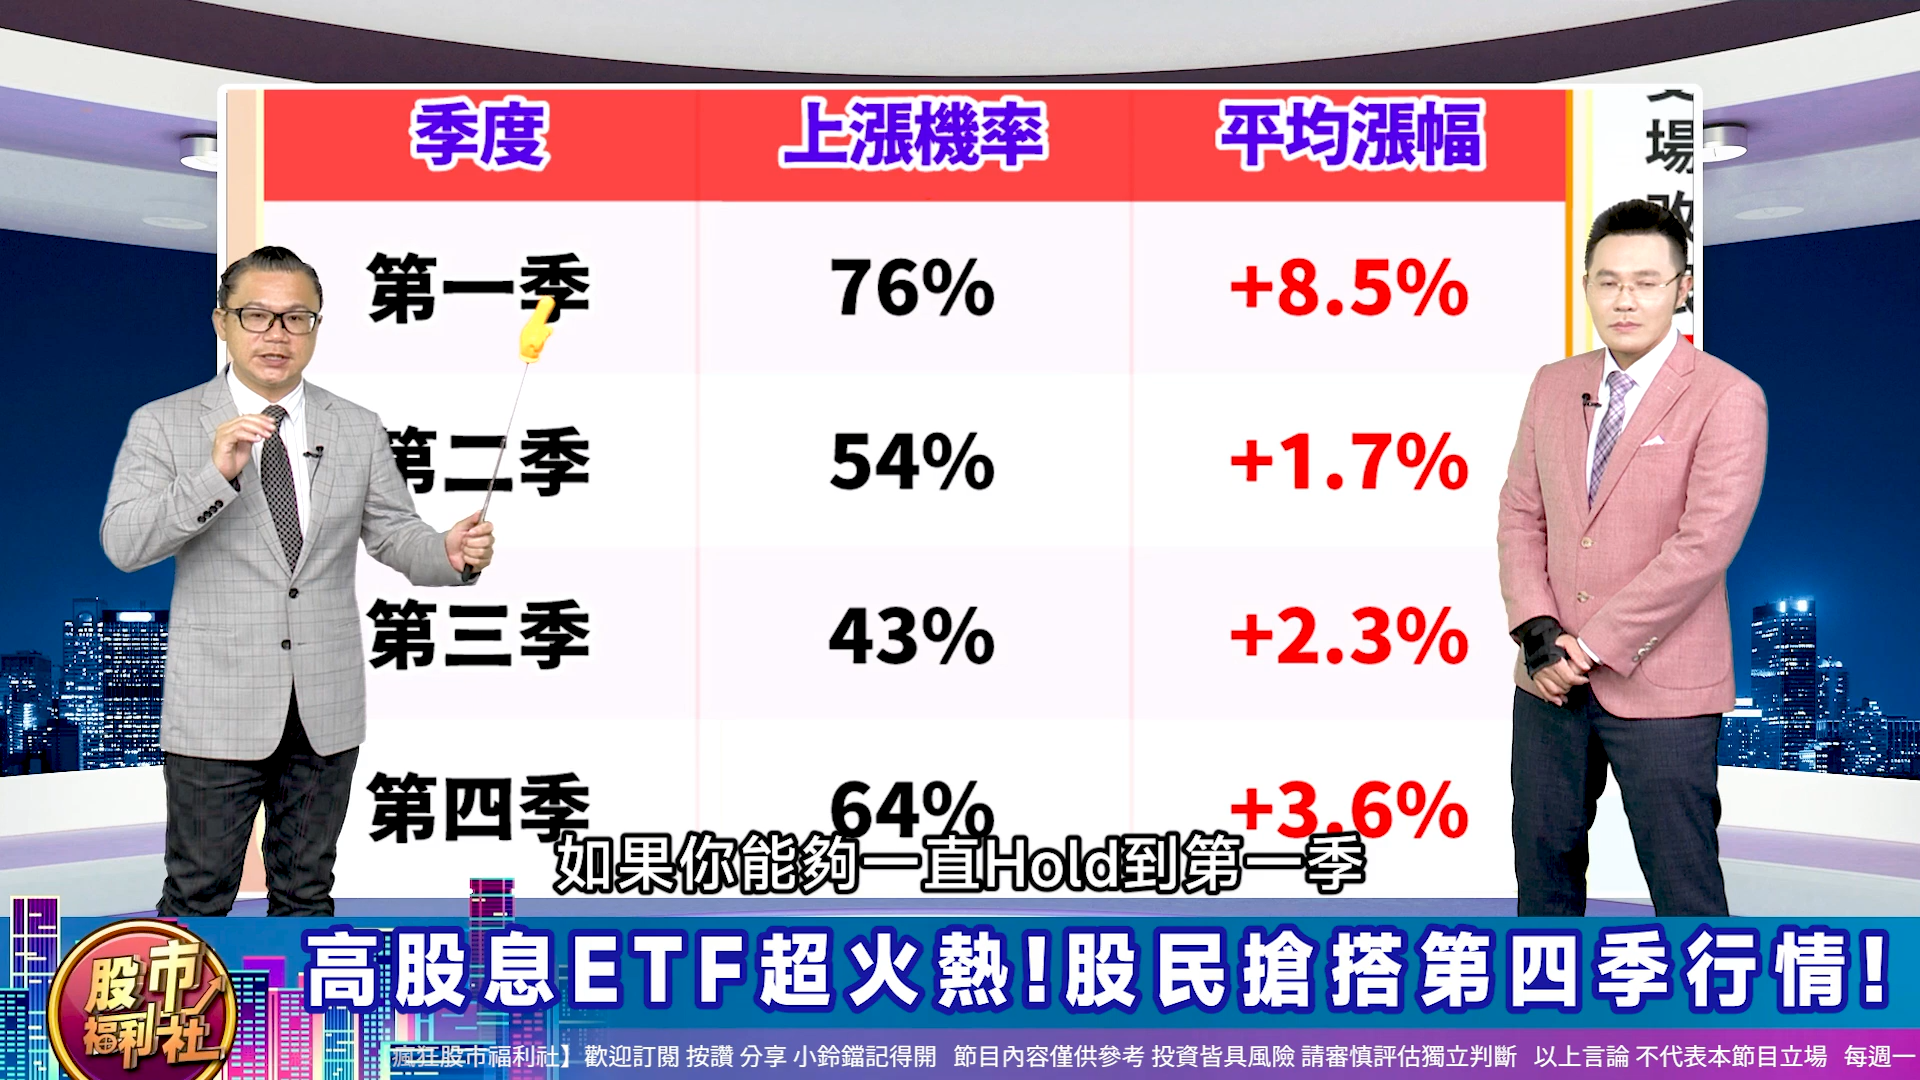 季度 上漲機率 平均漲幅
第一季 76% +8.5%
第二季 54% +1.7%
第三季 43% +2.3%
第四季 64% +3.6%
場
如果你能夠一直Hold到第一季
高股息ETF超火熱!股民搶搭第四季行情!
股市
福利社
瘋狂股市福利社】歡迎訂閱 按讚 分享 小鈴鐺記得開 節目內容僅供參考 投資皆具風險 請審慎評估獨立判斷 以上言論 不代表本節目立場 每週一